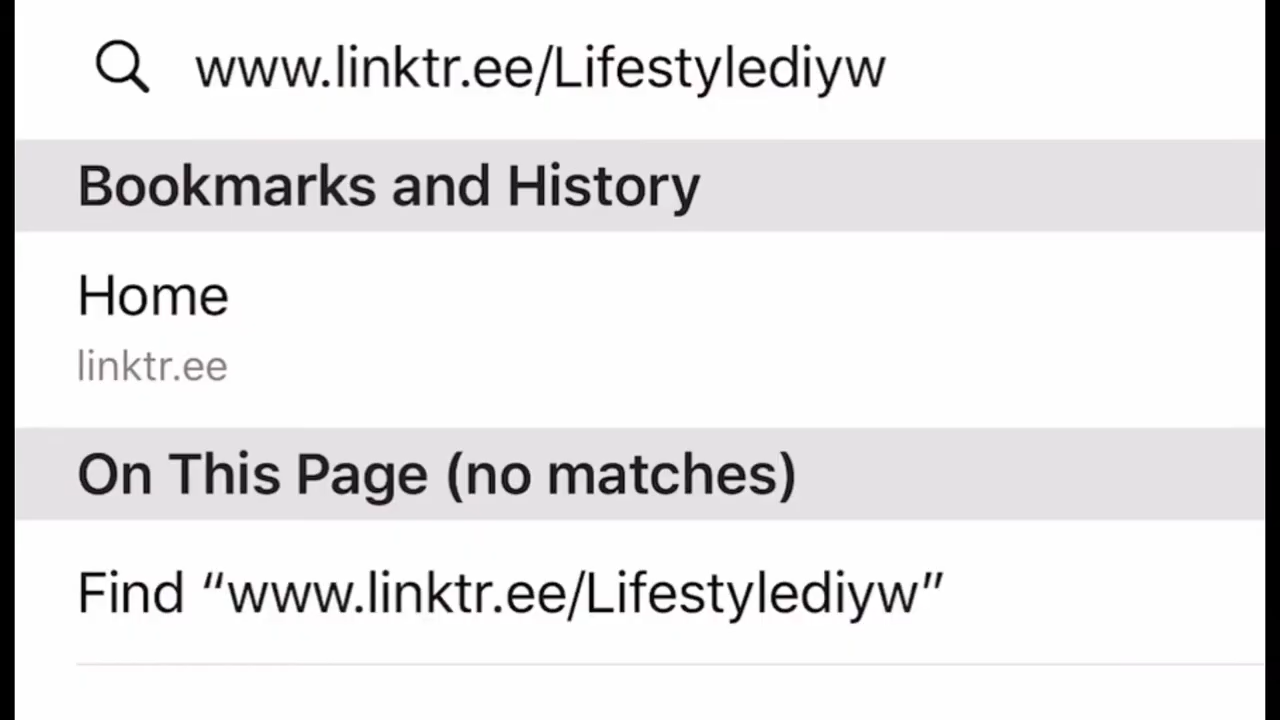 www.linktr.ee/Lifestylediyw
Bookmarks and History
Home
linktr.ee
On This Page (no matches)
Find “www.linktr.ee/Lifestylediyw”